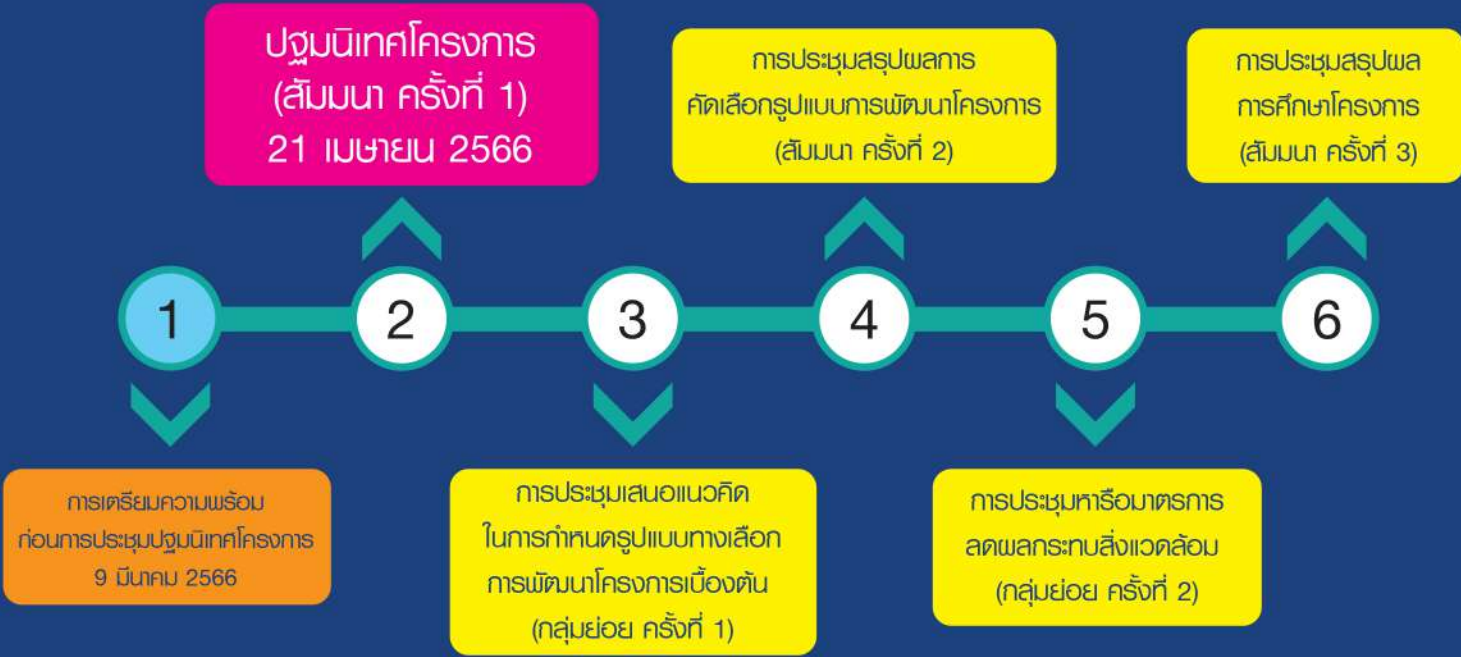 ปฐมนิเทศโครงการ
(สัมมนา ครั้งที่ 1)
21 เมษายน 2566
การประชุมสรุปผลการ
คัดเลือกรูปแบบการพัฒนาโครงการ
(สัมมนา ครั้งที่ 2)
การประชุมสรุปผล
การศึกษาโครงการ
(สัมมนา ครั้งที่ 3)
1
2
3
4
5
6
การเตรียมความพร้อม
ก่อนการประชุมปฐมนิเทศโครงการ
9 มีนาคม 2566
การประชุมเสนอแนวคิด
ในการกำหนดรูปแบบทางเลือก
การพัฒนาโครงการเบื้องต้น
(กลุ่มย่อย ครั้งที่ 1)
การประชุมหารือมาตรการ
ลดผลกระทบสิ่งแวดล้อม
(กลุ่มย่อย ครั้งที่ 2)